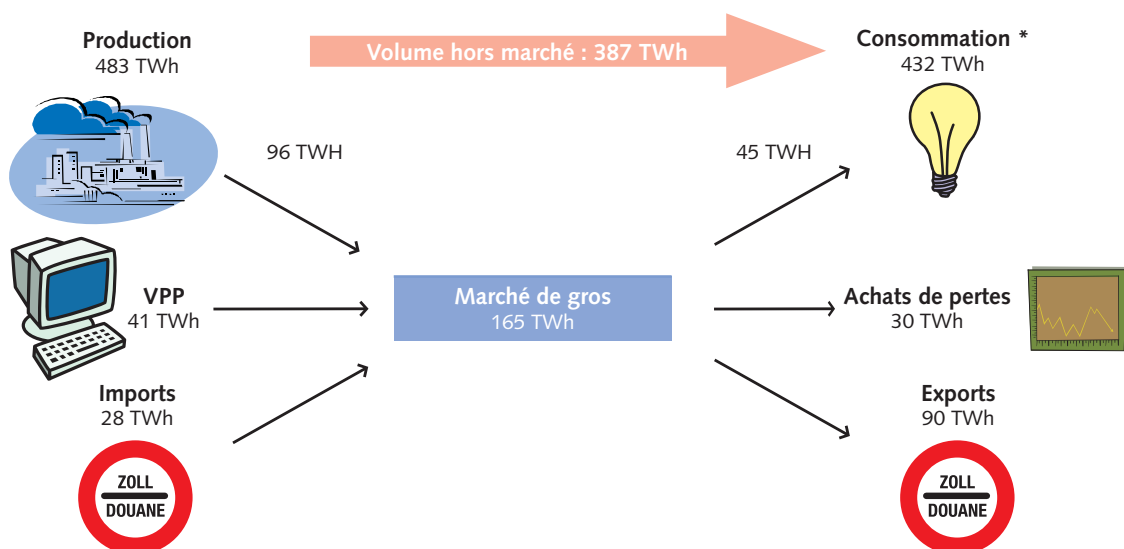 Production
483 TWh
Volume hors marché : 387 TWh
Consommation *
432 TWh
96 TWH
45 TWH
VPP
41 TWh
Marché de gros
165 TWh
Achats de pertes
30 TWh
Imports
28 TWh
Exports
90 TWh
ZOLL
DOUANE
ZOLL
DOUANE